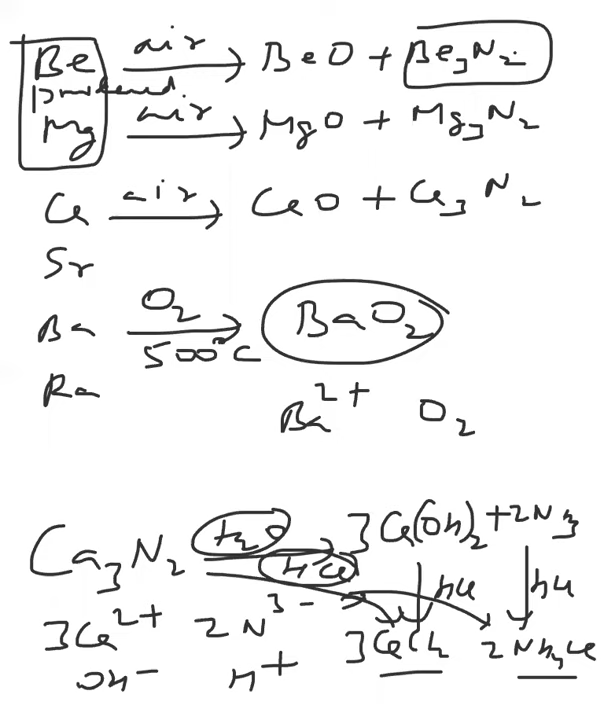 Be air → BeO + Be₃N₂
powdered
Mg air → MgO + Mg₃N₂
Ca air → CaO + Ca₃N₂
Sr
Ba O₂ 500°C → BaO₂
Ra
Ba²⁺ O₂
Ca₃N₂ H₂O → 3Ca(OH)₂ + 2NH₃
HCl HCl HCl
3Ca²⁺ 2N³⁻ 3CaCl₂ 2NH₄Cl
OH⁻ H⁺